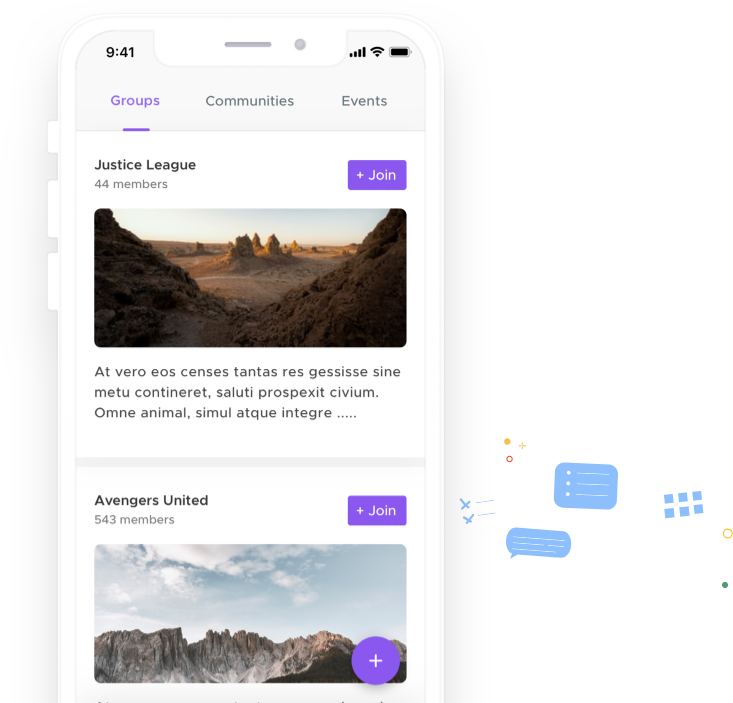 9:41
Groups Communities Events
Justice League
44 members
+ Join
At vero eos censes tantas res gessisse sine
metu contineret, saluti prospexit civium.
Omne animal, simul atque integre .....
Avengers United
543 members
+ Join
+